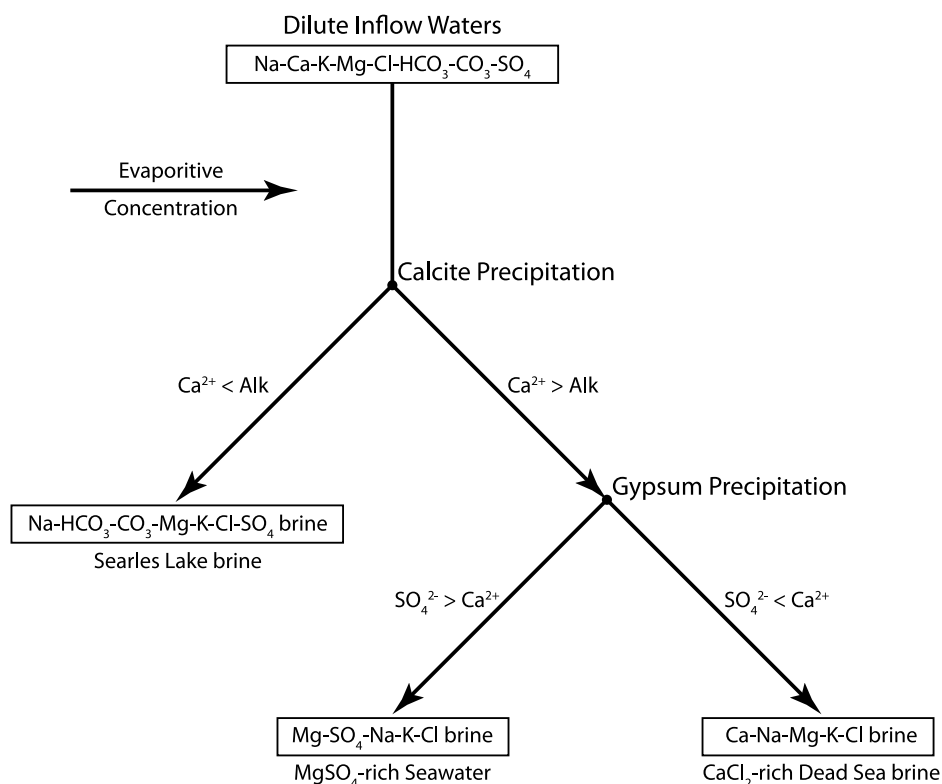 Dilute Inflow Waters
Na-Ca-K-Mg-Cl-HCO₃-CO₃-SO₄
Evaporitive
Concentration
Calcite Precipitation
Ca²⁺ < Alk
Ca²⁺ > Alk
Gypsum Precipitation
Na-HCO₃-CO₃-Mg-K-Cl-SO₄ brine
Searles Lake brine
SO₄²⁻ > Ca²⁺
SO₄²⁻ < Ca²⁺
Mg-SO₄-Na-K-Cl brine
MgSO₄-rich Seawater
Ca-Na-Mg-K-Cl brine
CaCl₂-rich Dead Sea brine